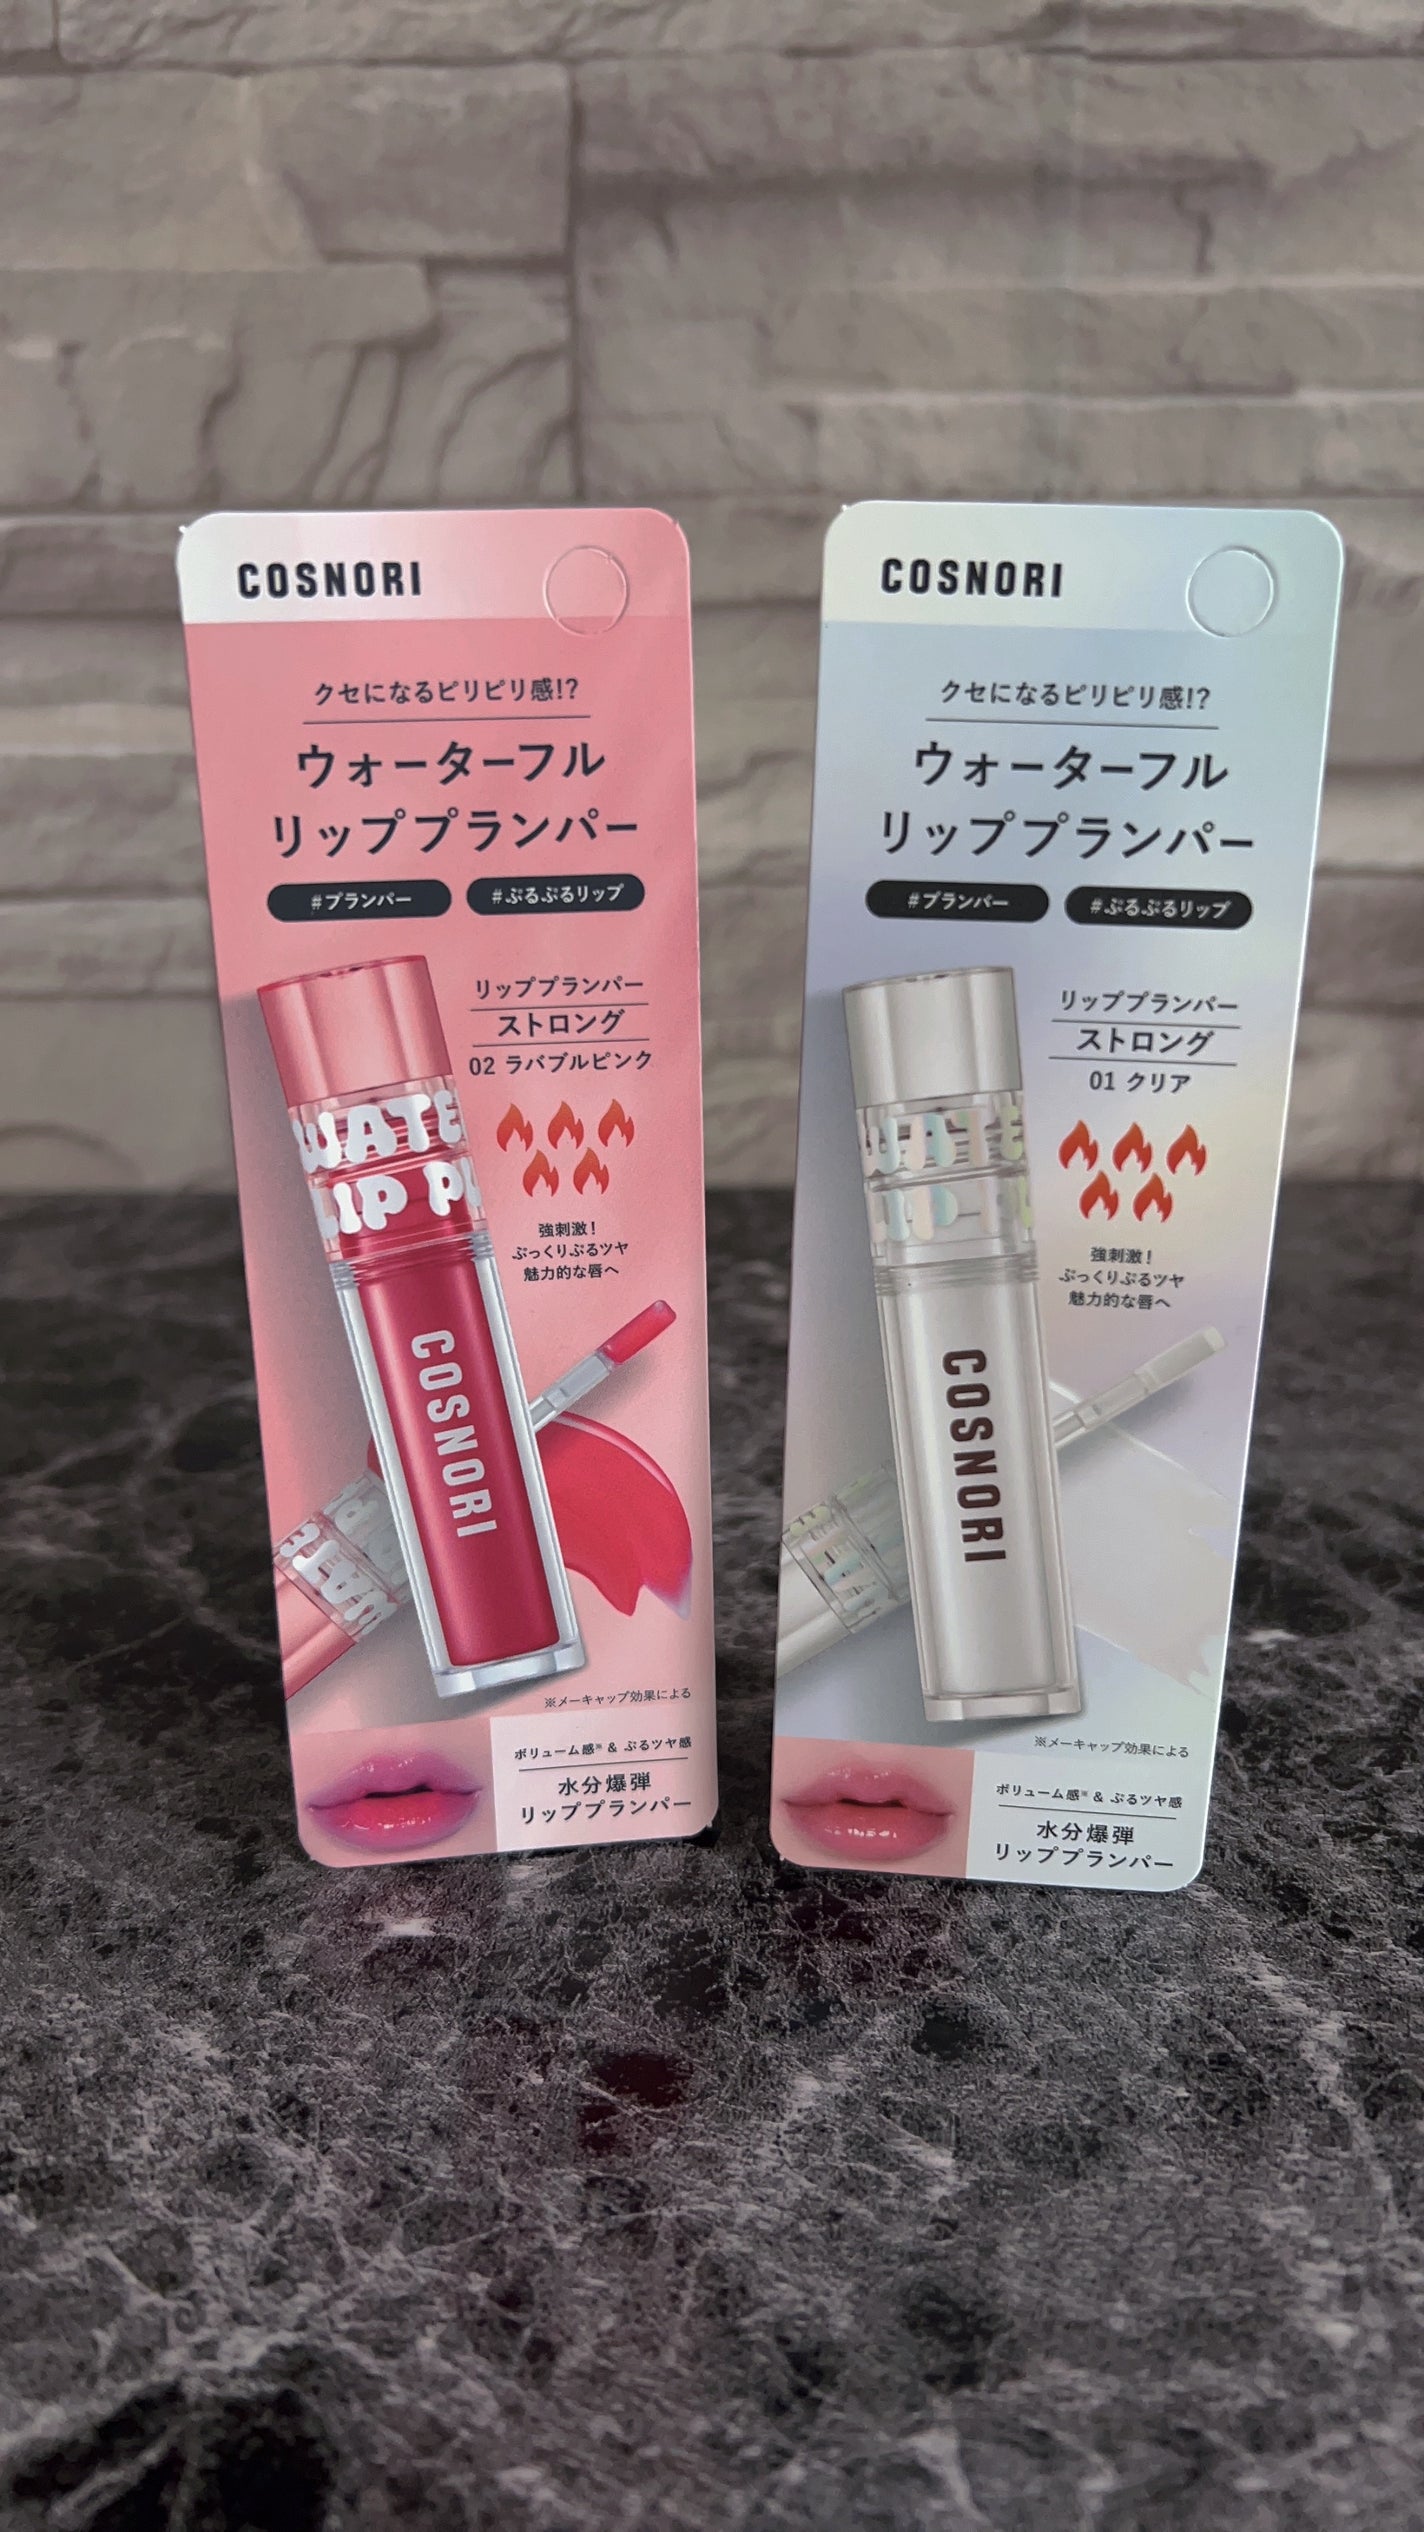 COSNORI
クセになるピリピリ感!?
ウォーターフル
リッププランパー
#プランパー #ぷるぷるリップ
リッププランパー
ストロング
02 ラバブルピンク
強刺激!
ぷっくりぷるツヤ
魅力的な唇へ
WATE
LIP PL
COSNORI
※メーキャップ効果による
ボリューム感※ & ぷるツヤ感
水分爆弾
リッププランパー
COSNORI
クセになるピリピリ感!?
ウォーターフル
リッププランパー
#プランパー #ぷるぷるリップ
リッププランパー
ストロング
01 クリア
強刺激!
ぷっくりぷるツヤ
魅力的な唇へ
WATE
LIP PL
COSNORI
※メーキャップ効果による
ボリューム感※ & ぷるツヤ感
水分爆弾
リッププランパー